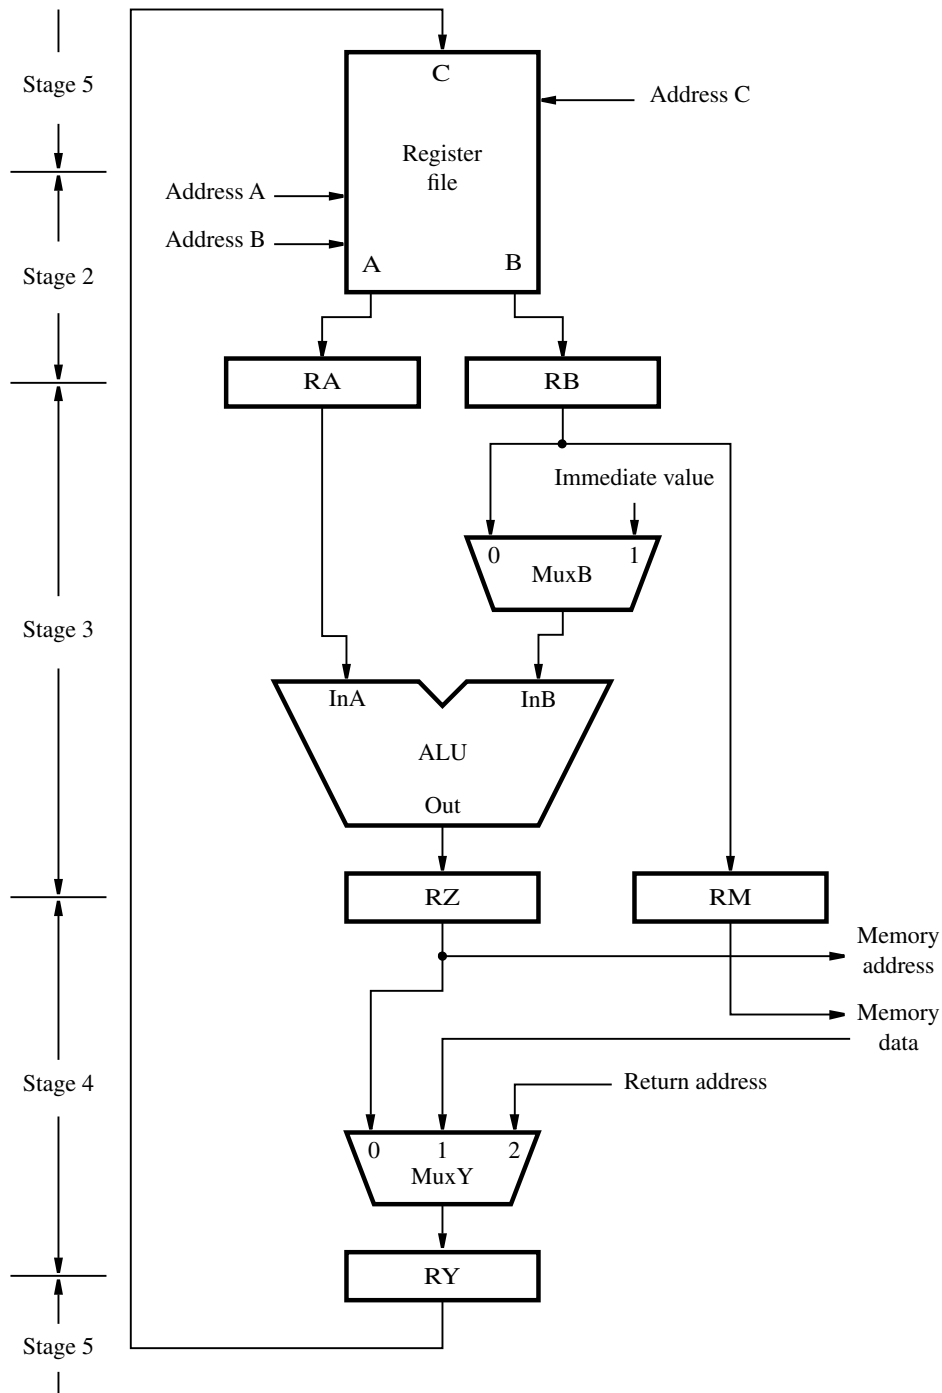 C
Stage 5
Address C
Register
file
Address A
Address B
A
B
Stage 2
RA
RB
Immediate value
0
1
MuxB
Stage 3
InA
InB
ALU
Out
RZ
RM
Memory
address
Memory
data
Stage 4
Return address
0
1
2
MuxY
RY
Stage 5